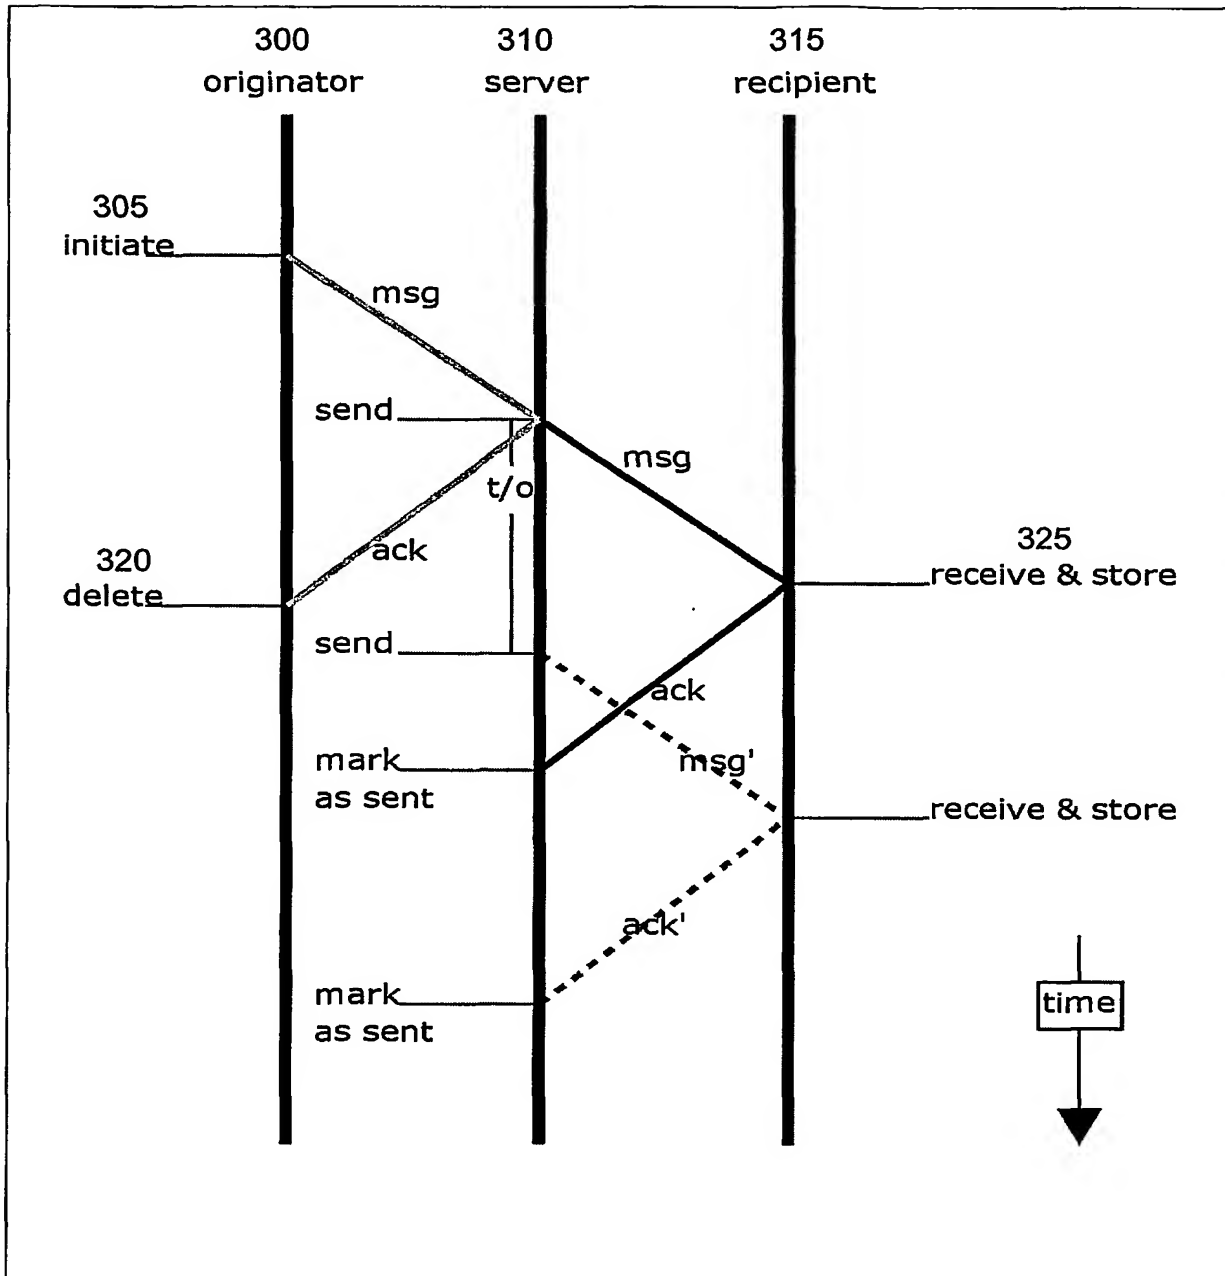 300 310 315
originator server recipient
305
initiate
msg
send
msg
t/o
ack
325
receive & store
320
delete
send
ack
mark
as sent
msg'
receive & store
ack'
mark
as sent
time